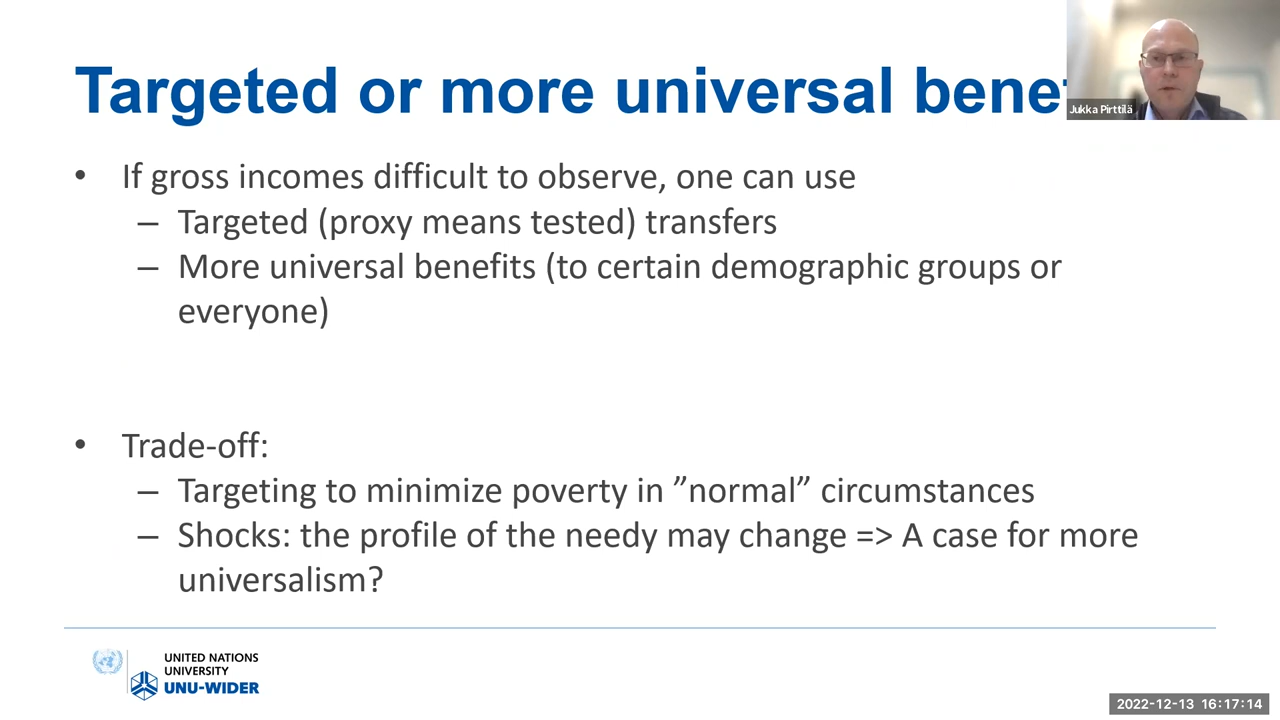 Targeted or more universal bene
Jukka Pirttilä
• If gross incomes difficult to observe, one can use
– Targeted (proxy means tested) transfers
– More universal benefits (to certain demographic groups or
everyone)
• Trade-off:
– Targeting to minimize poverty in ”normal” circumstances
– Shocks: the profile of the needy may change => A case for more
universalism?
UNITED NATIONS
UNIVERSITY
UNU-WIDER
2022-12-13 16:17:14